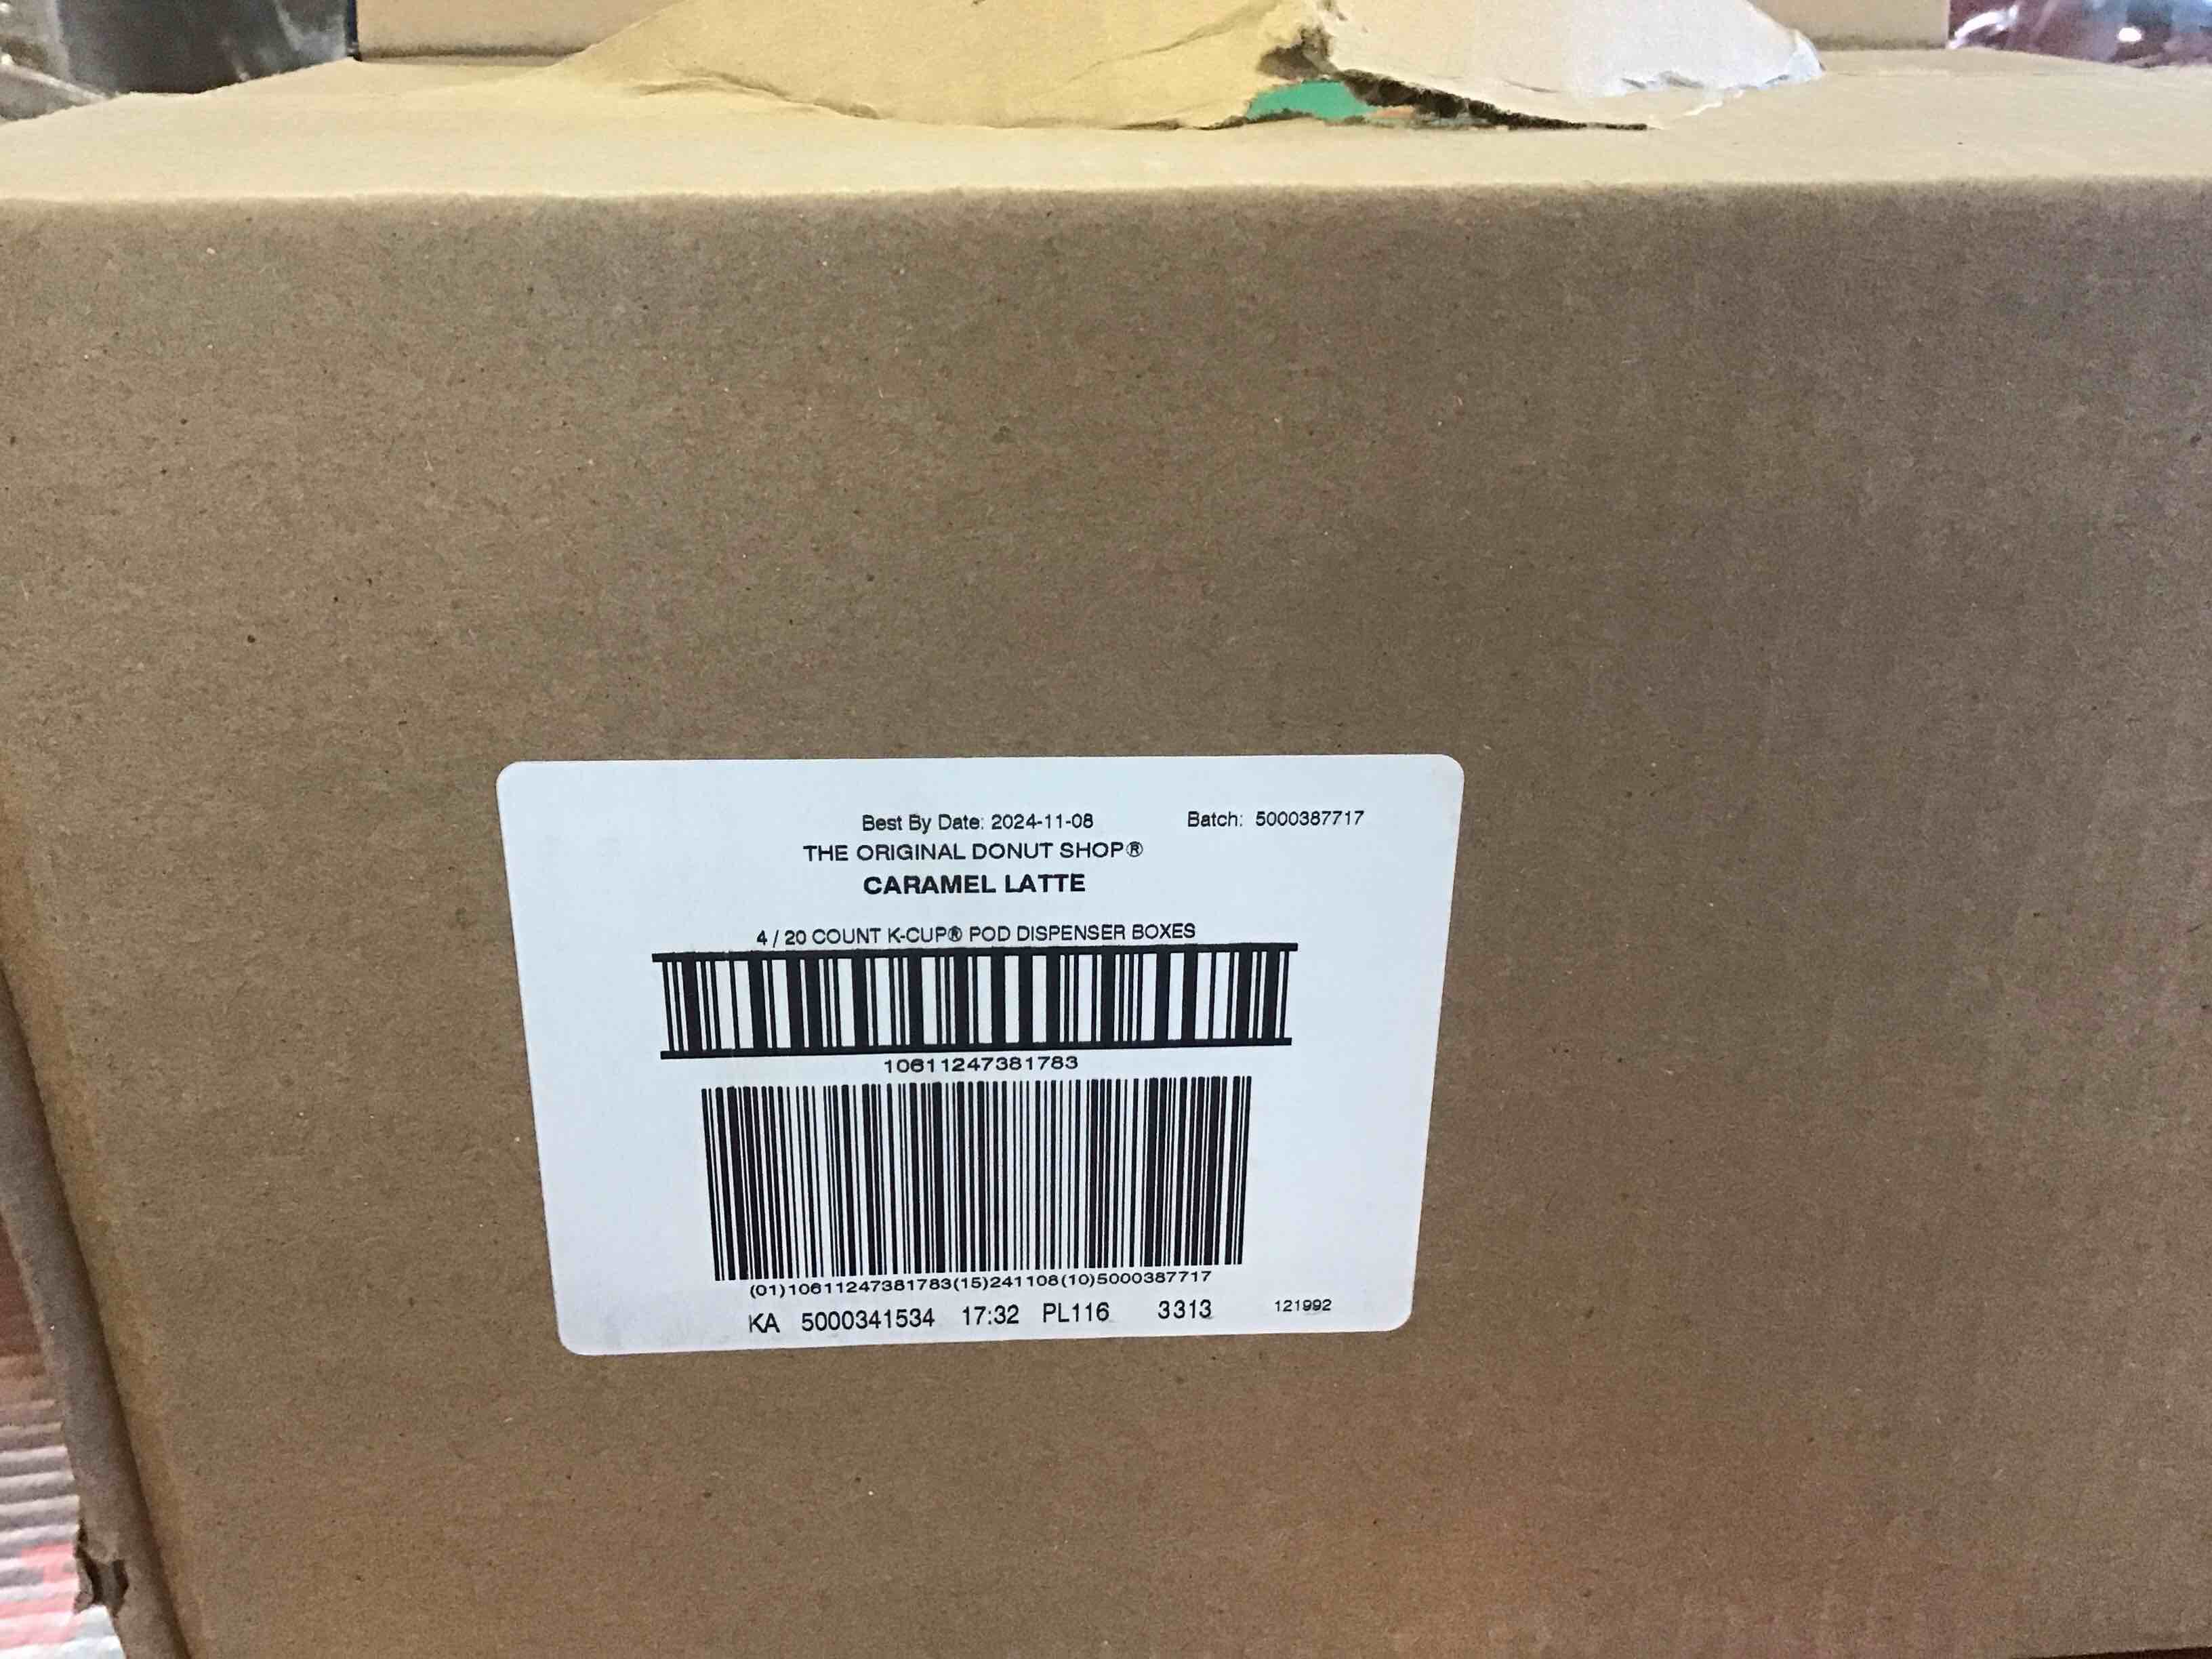 Best By Date: 2024-11-08 Batch: 5000387717
THE ORIGINAL DONUT SHOP®
CARAMEL LATTE
4 / 20 COUNT K-CUP® POD DISPENSER BOXES
10611247381783
(01)10611247381783(15)241108(10)5000387717
KA 5000341534 17:32 PL116 3313 121992